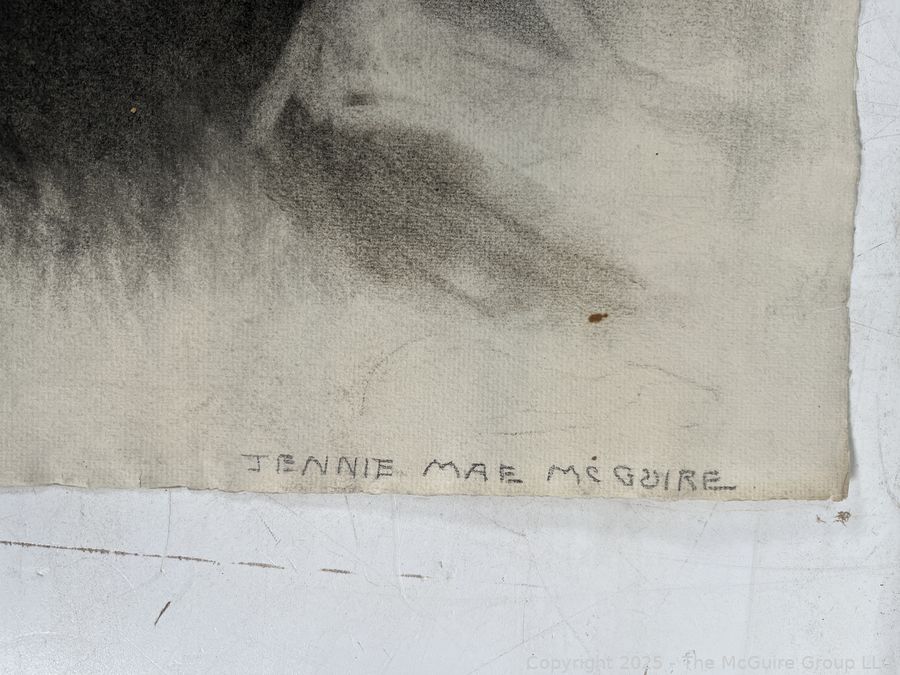 JENNIE MAE McGUIRE
Copyright 2025 - The McGuire Group LLC